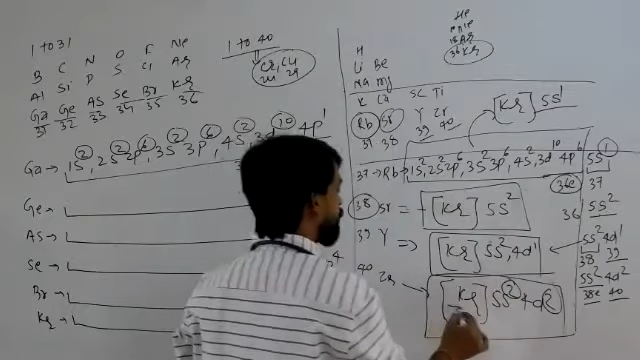 1 to 31
B C N O F Ne
Al Si P S Cl Ar
Ga Ge As Se Br Kr
31 32 33 34 35 36
1 to 40
Cr, Cu
24 29
Ga → 1s², 2s² 2p⁶, 3s² 3p⁶, 4s², 3d¹⁰ 4p¹
Ge →
As →
Se →
Br →
Kr →
H
Li Be
Na Mg
K Ca Sc Ti
Rb Sr Y Zr
37 38 39 40
He
Ne
18 Ar
36 Kr
[Kr] 5s¹
37 → Rb → 1s², 2s² 2p⁶, 3s² 3p⁶, 4s², 3d¹⁰ 4p⁶ 5s¹
36e 37
38 Sr = [Kr] 5s²
36 5s²
39 Y ⇒ [Kr] 5s², 4d¹
5s² 4d¹
38 39
40 Zr → [Kr] 5s² 4d²
5s² 4d²
38e 40